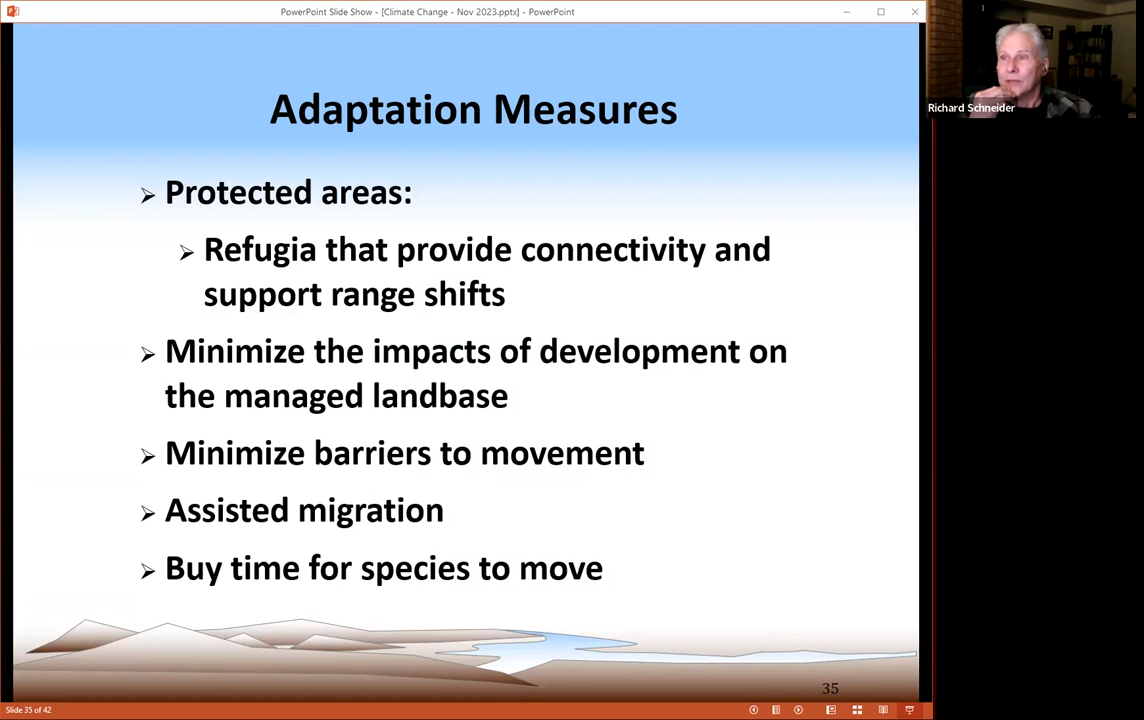 PowerPoint Slide Show - [Climate Change - Nov 2023.pptx] - PowerPoint
Richard Schneider
Adaptation Measures
➢ Protected areas:
➢ Refugia that provide connectivity and
support range shifts
➢ Minimize the impacts of development on
the managed landbase
➢ Minimize barriers to movement
➢ Assisted migration
➢ Buy time for species to move
35
Slide 35 of 42